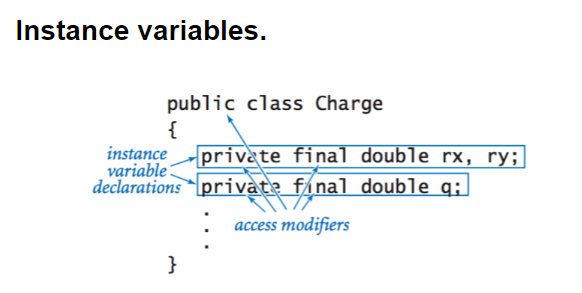 Instance variables.
public class Charge
{
instance
variable
declarations
private final double rx, ry;
private final double q;
.
.
.
access modifiers
}